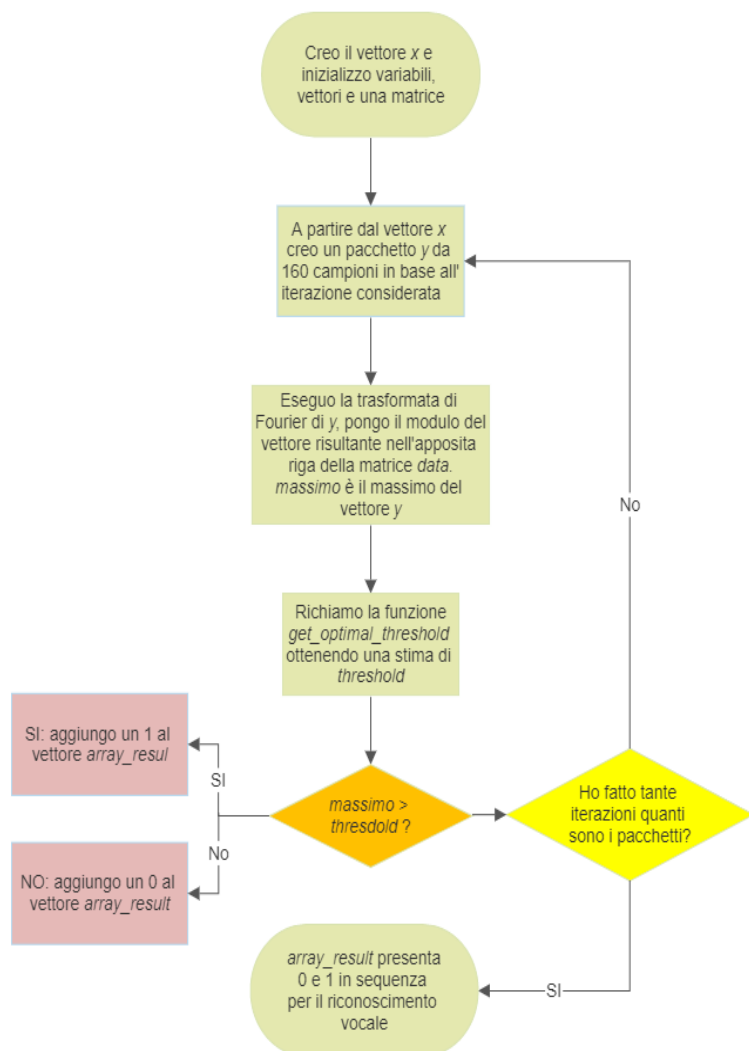 Creo il vettore x e
inizializzo variabili,
vettori e una matrice
A partire dal vettore x
creo un pacchetto y da
160 campioni in base all'
iterazione considerata
Eseguo la trasformata di
Fourier di y, pongo il modulo del
vettore risultante nell'apposita
riga della matrice data.
massimo è il massimo del
vettore y
No
Richiamo la funzione
get_optimal_threshold
ottenendo una stima di
threshold
SI: aggiungo un 1 al
vettore array_resul
SI
massimo >
thresdold ?
Ho fatto tante
iterazioni quanti
sono i pacchetti?
No
NO: aggiungo un 0 al
vettore array_result
array_result presenta
0 e 1 in sequenza
per il riconoscimento
vocale
SI